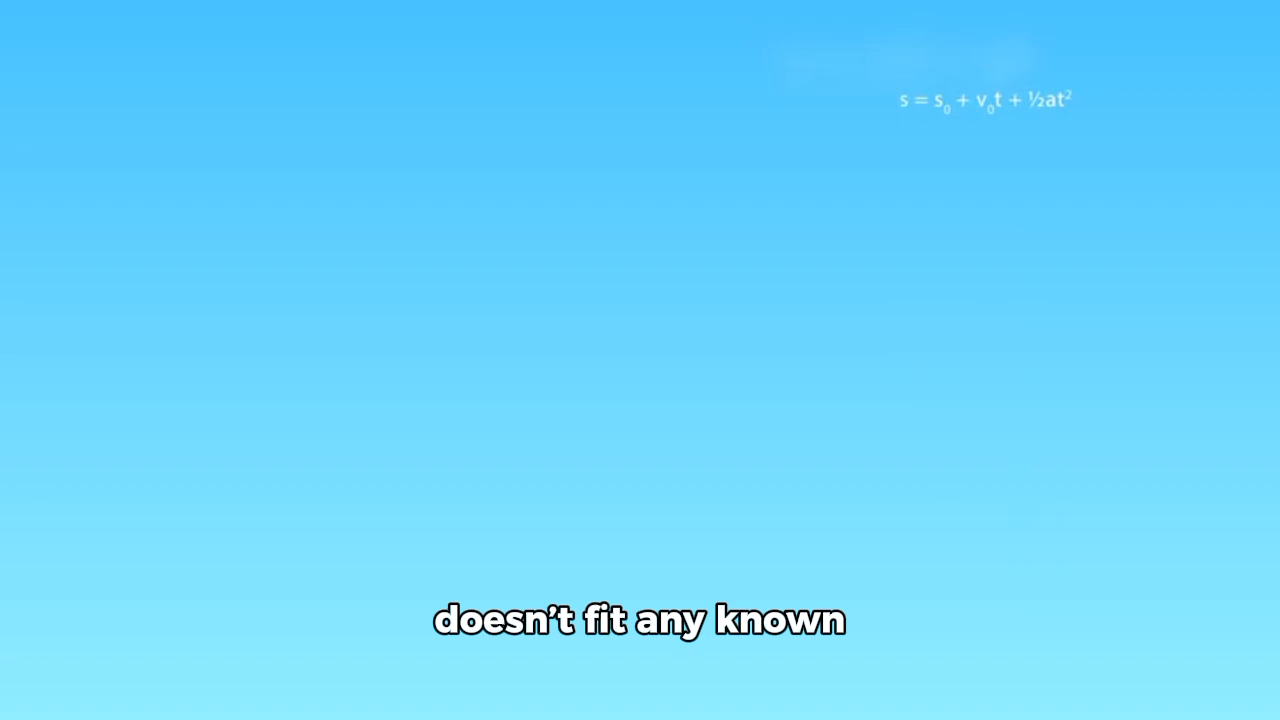 s = s₀ + v₀t + ½at²
doesn't fit any known